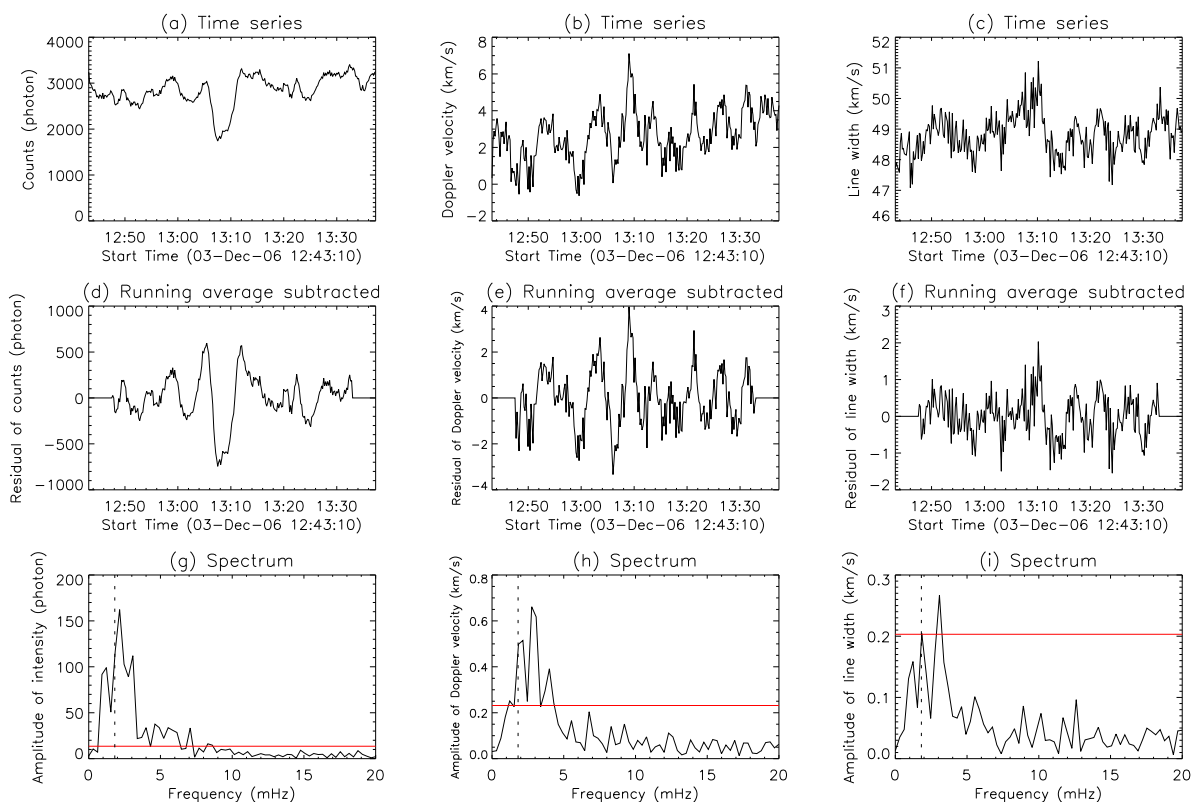 (a) Time series
Counts (photon)
4000
3000
2000
1000
0
12:50 13:00 13:10 13:20 13:30
Start Time (03-Dec-06 12:43:10)
(b) Time series
Doppler velocity (km/s)
8
6
4
2
0
-2
12:50 13:00 13:10 13:20 13:30
Start Time (03-Dec-06 12:43:10)
(c) Time series
Line width (km/s)
52
51
50
49
48
47
46
12:50 13:00 13:10 13:20 13:30
Start Time (03-Dec-06 12:43:10)
(d) Running average subtracted
Residual of counts (photon)
1000
500
0
-500
-1000
12:50 13:00 13:10 13:20 13:30
Start Time (03-Dec-06 12:43:10)
(e) Running average subtracted
Residual of Doppler velocity (km/s)
4
2
0
-2
-4
12:50 13:00 13:10 13:20 13:30
Start Time (03-Dec-06 12:43:10)
(f) Running average subtracted
Residual of line width (km/s)
3
2
1
0
-1
-2
12:50 13:00 13:10 13:20 13:30
Start Time (03-Dec-06 12:43:10)
(g) Spectrum
Amplitude of intensity (photon)
200
150
100
50
0
0 5 10 15 20
Frequency (mHz)
(h) Spectrum
Amplitude of Doppler velocity (km/s)
0.8
0.6
0.4
0.2
0.0
0 5 10 15 20
Frequency (mHz)
(i) Spectrum
Amplitude of line width (km/s)
0.3
0.2
0.1
0.0
0 5 10 15 20
Frequency (mHz)